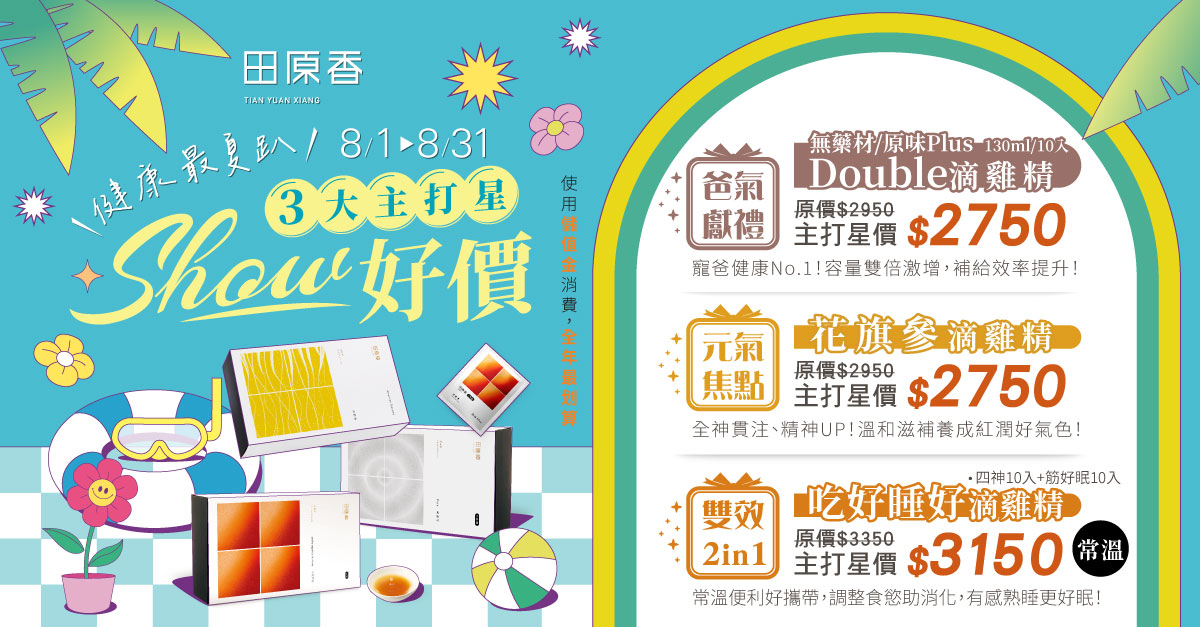 田原香
TIAN YUAN XIANG
健康最夏趴
8/1▶8/31
3大主打星
Show好價
使用儲值金消費，全年最划算
田原香
田原香
爸氣
獻禮
無藥材/原味Plus 130ml/10入
Double滴雞精
原價$2950
主打星價 $2750
寵爸健康No.1！容量雙倍激增，補給效率提升！
元氣
焦點
花旗參滴雞精
原價$2950
主打星價 $2750
全神貫注、精神UP！溫和滋補養成紅潤好氣色！
雙效
2in1
•四神10入+筋好眠10入
吃好睡好滴雞精
原價$3350
主打星價 $3150
常溫
常溫便利好攜帶，調整食慾助消化，有感熟睡更好眠！